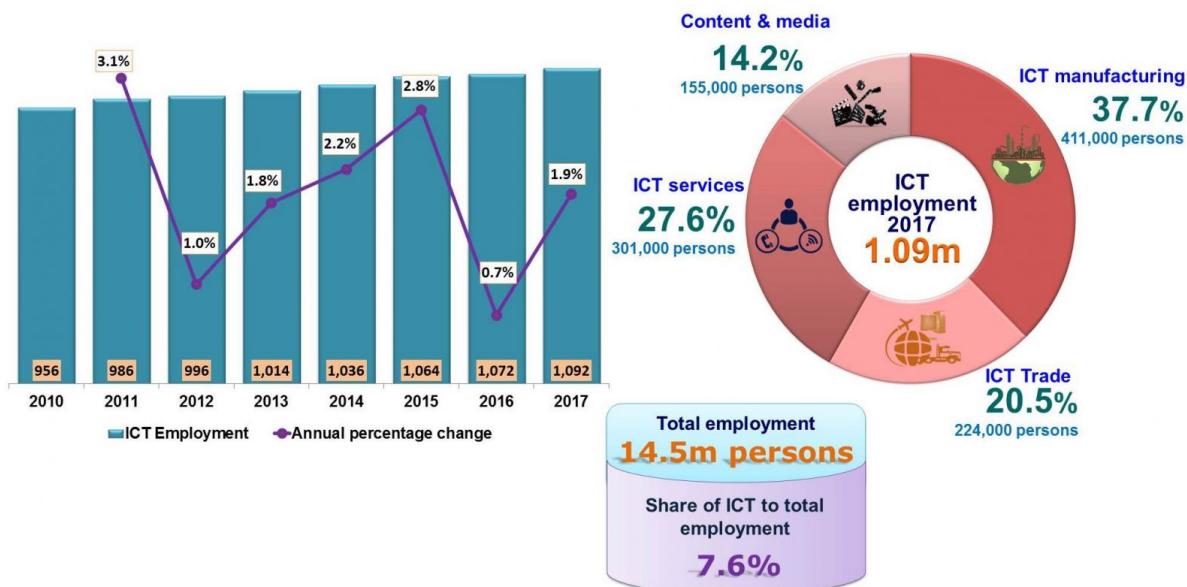 3.1%
1.0%
1.8%
2.2%
2.8%
0.7%
1.9%
956
986
996
1,014
1,036
1,064
1,072
1,092
2010
2011
2012
2013
2014
2015
2016
2017
ICT Employment
Annual percentage change
Content & media
14.2%
155,000 persons
ICT manufacturing
37.7%
411,000 persons
ICT services
27.6%
301,000 persons
ICT
employment
2017
1.09m
ICT Trade
20.5%
224,000 persons
Total employment
14.5m persons
Share of ICT to total
employment
7.6%